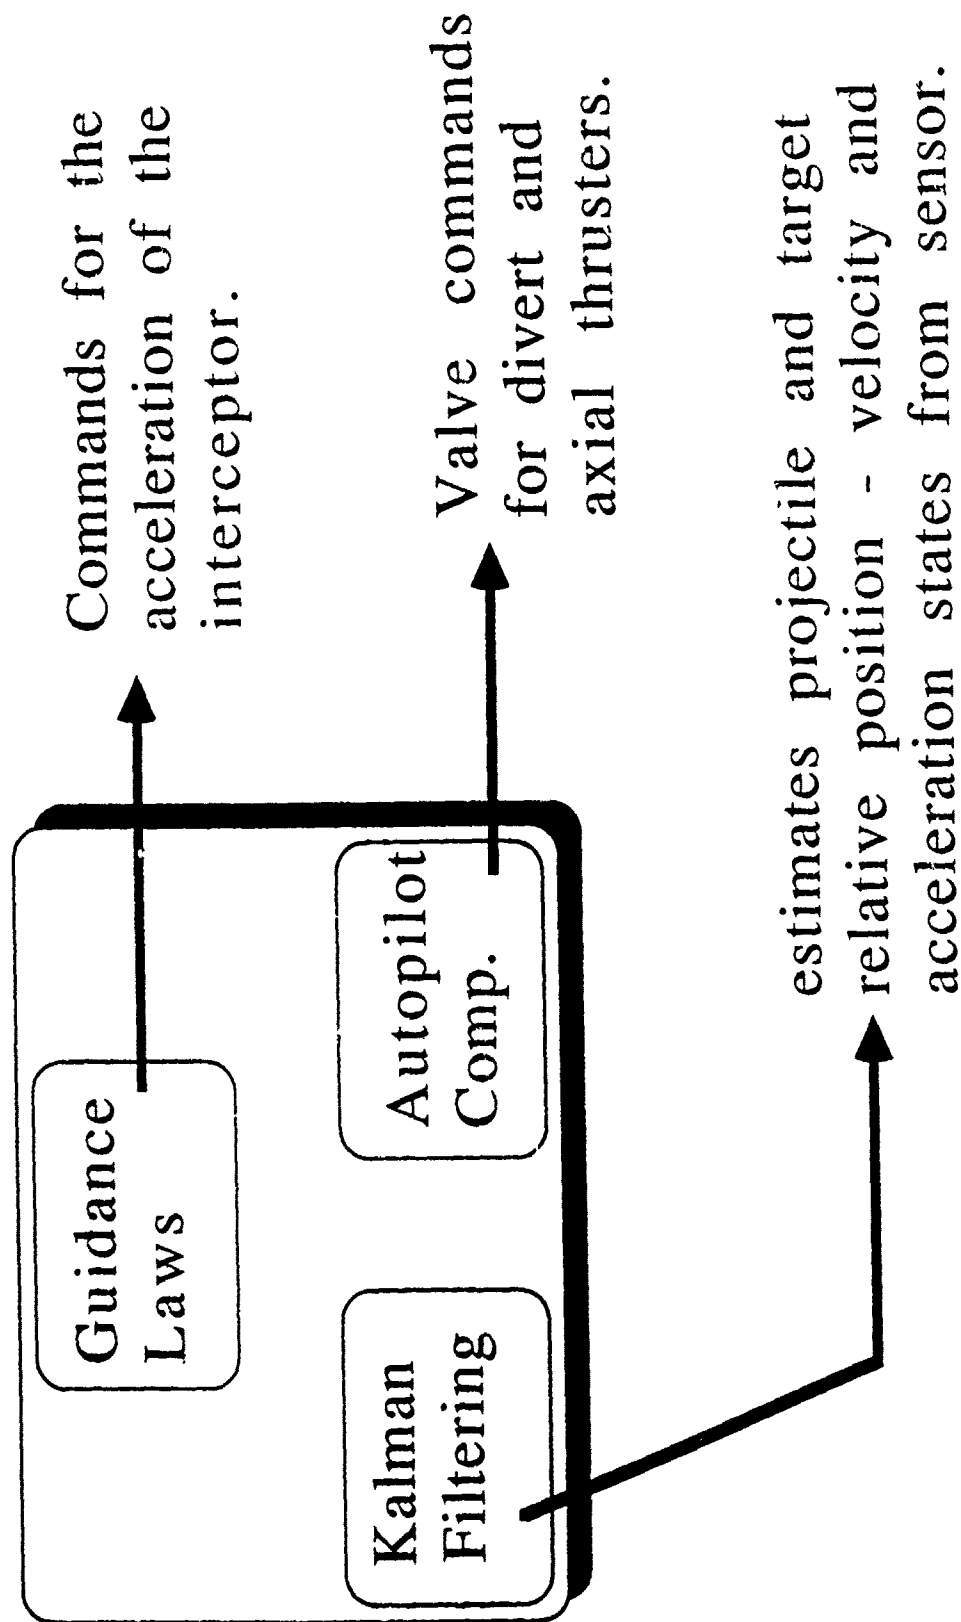 Guidance
Laws
Commands for the
acceleration of the
interceptor.
Kalman
Filtering
Autopilot
Comp.
Valve commands
for divert and
axial thrusters.
estimates projectile and target
relative position - velocity and
acceleration states from sensor.